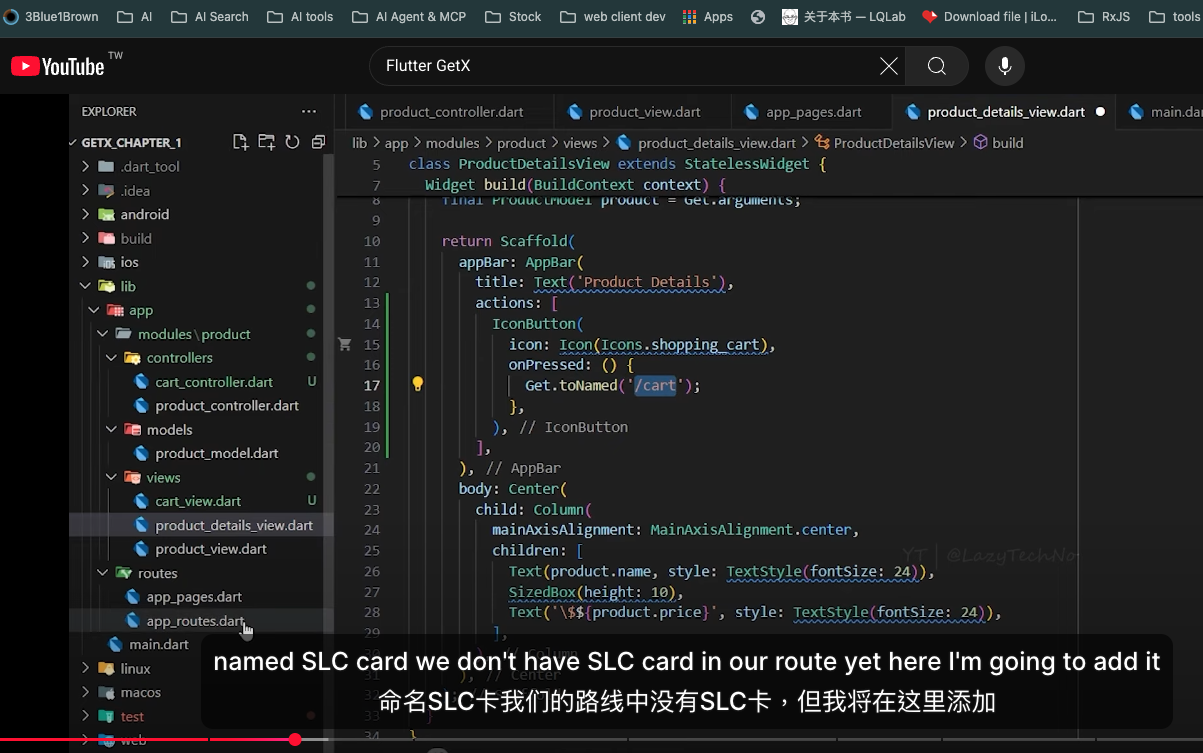 3Blue1Brown AI AI Search AI tools AI Agent & MCP Stock web client dev Apps 关于本书 — LQLab Download file | iLo... RxJS tools
YouTube TW
Flutter GetX
EXPLORER ...
GETX_CHAPTER_1
.dart_tool
.idea
android
build
ios
lib
app
modules\product
controllers
cart_controller.dart U
product_controller.dart
models
product_model.dart
views
cart_view.dart U
product_details_view.dart
product_view.dart
routes
app_pages.dart
app_routes.dart
main.dart
linux
macos
test
web
product_controller.dart product_view.dart app_pages.dart product_details_view.dart main.da
lib > app > modules > product > views > product_details_view.dart > ProductDetailsView > build
5 class ProductDetailsView extends StatelessWidget {
7 Widget build(BuildContext context) {
8 final ProductModel product = Get.arguments;
9
10 return Scaffold(
11 appBar: AppBar(
12 title: Text('Product Details'),
13 actions: [
14 IconButton(
15 icon: Icon(Icons.shopping_cart),
16 onPressed: () {
17 Get.toNamed('/cart');
18 },
19 ), // IconButton
20 ],
21 ), // AppBar
22 body: Center(
23 child: Column(
24 mainAxisAlignment: MainAxisAlignment.center,
25 children: [
26 Text(product.name, style: TextStyle(fontSize: 24)),
27 SizedBox(height: 10),
28 Text('\$${product.price}', style: TextStyle(fontSize: 24)),
29 ],
30 ), // Column
31 ), // Center
32
33 }
34 }
YT | @LazyTechNo
named SLC card we don't have SLC card in our route yet here I'm going to add it
命名SLC卡我们的路线中没有SLC卡，但我将在这里添加